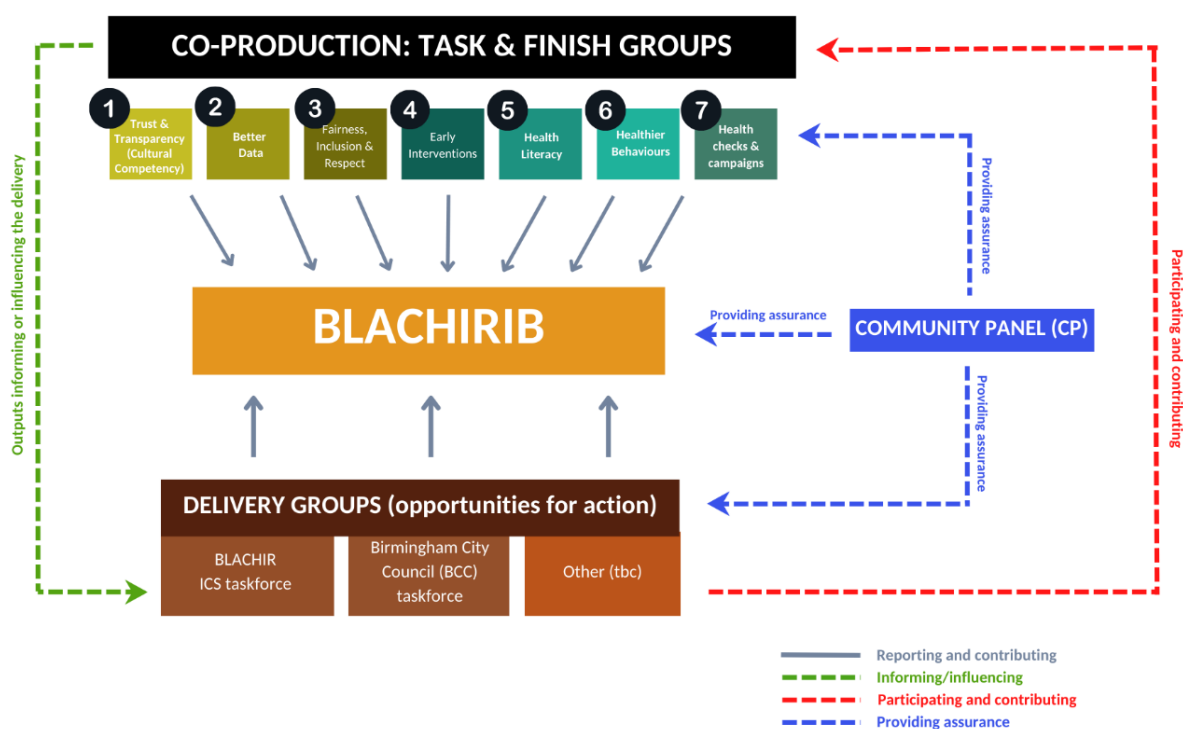 CO-PRODUCTION: TASK & FINISH GROUPS
1
Trust &
Transparency
(Cultural
Competency)
2
Better
Data
3
Fairness,
Inclusion &
Respect
4
Early
Interventions
5
Health
Literacy
6
Healthier
Behaviours
7
Health
checks &
campaigns
Outputs informing or influencing the delivery
Providing assurance
Participating and contributing
BLACHIRIB
Providing assurance
COMMUNITY PANEL (CP)
Providing assurance
DELIVERY GROUPS (opportunities for action)
BLACHIR
ICS taskforce
Birmingham City
Council (BCC)
taskforce
Other (tbc)
Reporting and contributing
Informing/influencing
Participating and contributing
Providing assurance